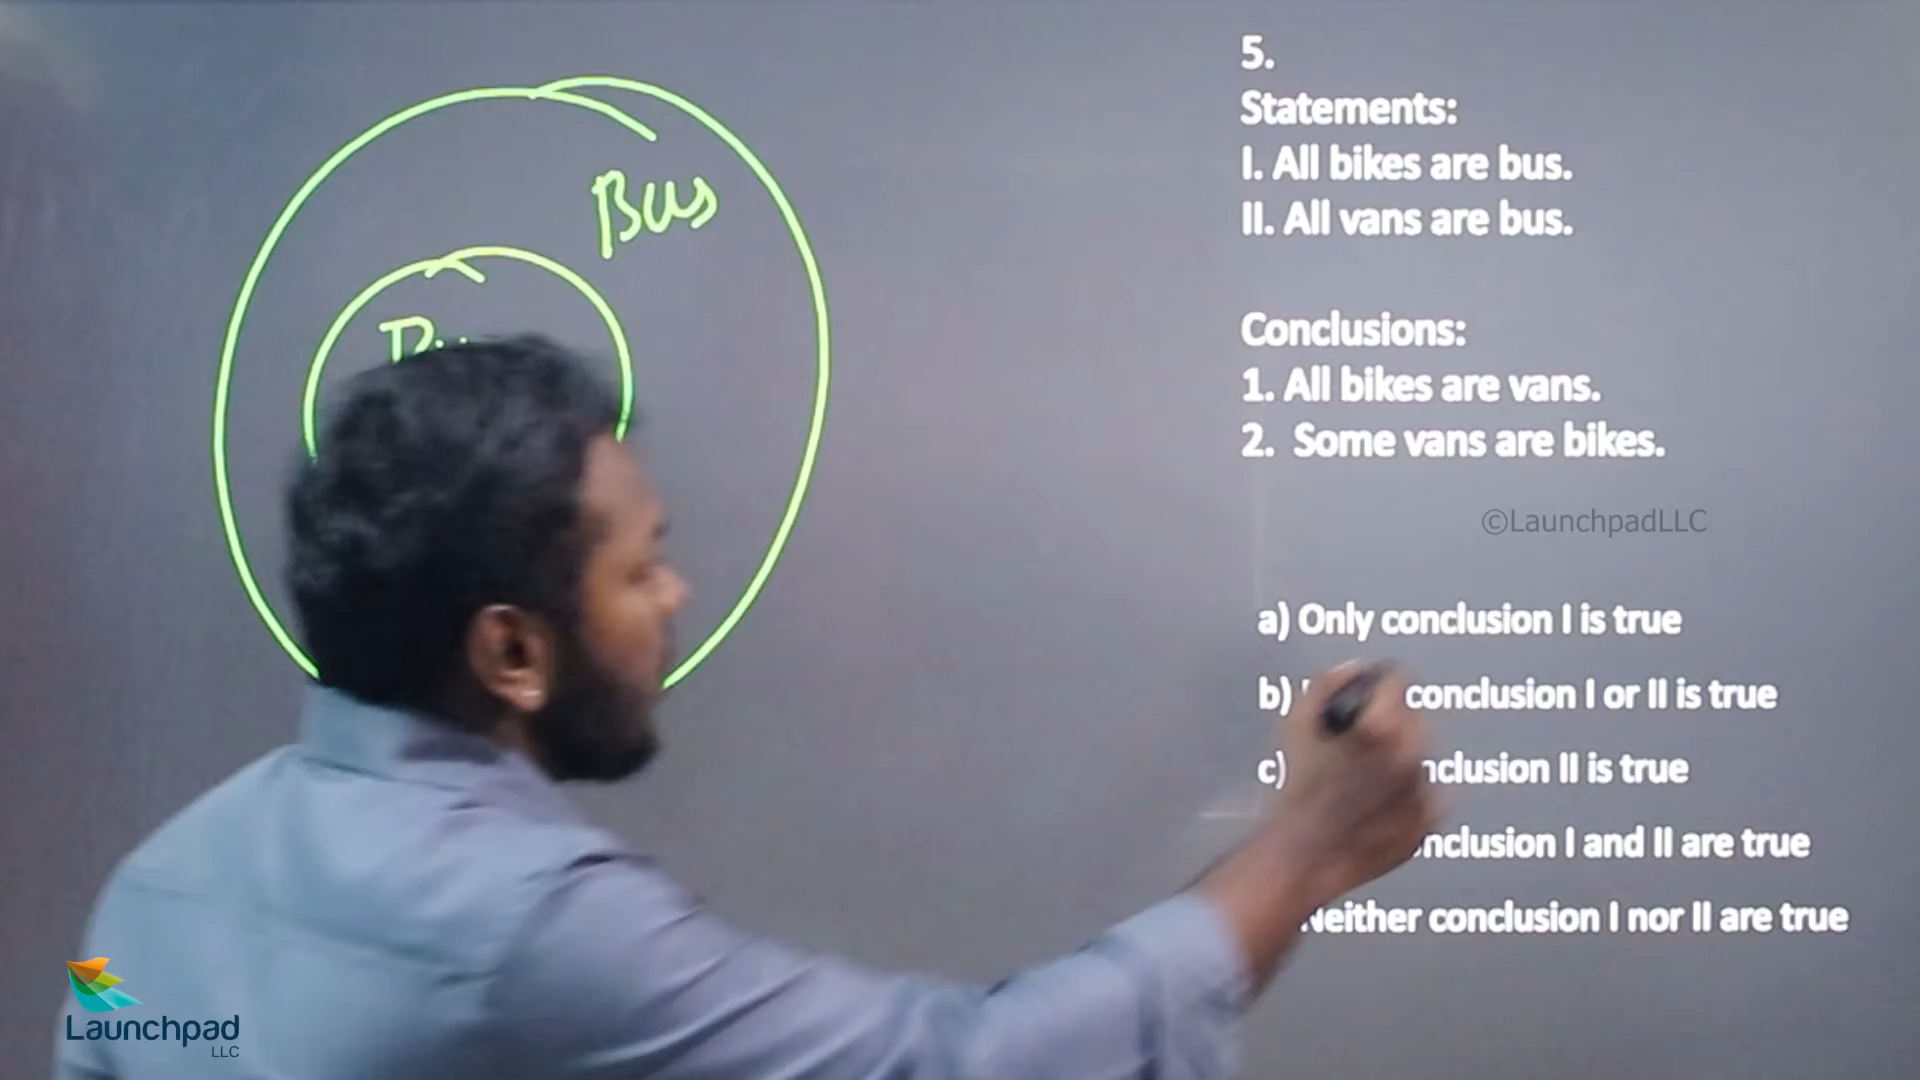 5.
Statements:
I. All bikes are bus.
II. All vans are bus.
Conclusions:
1. All bikes are vans.
2. Some vans are bikes.
©LaunchpadLLC
a) Only conclusion I is true
b) conclusion I or II is true
c) conclusion II is true
conclusion I and II are true
Neither conclusion I nor II are true
Bus
Launchpad
LLC